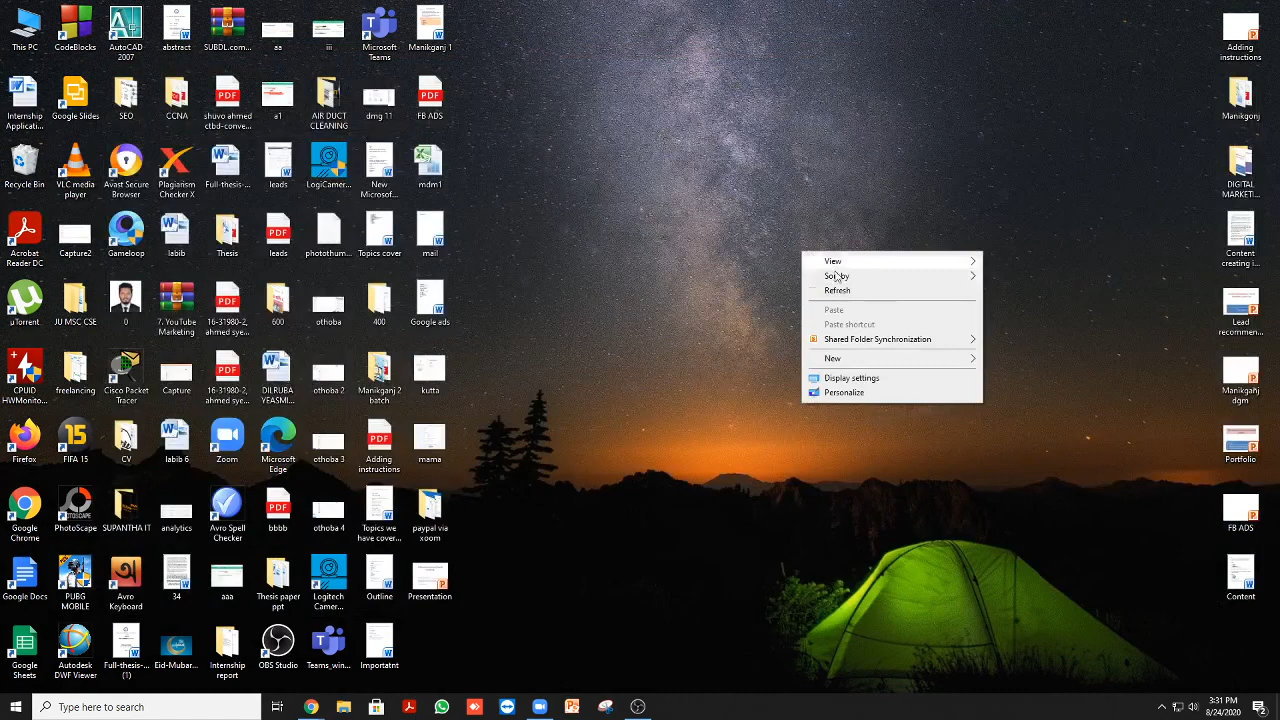 abstract
SUBDL.com...
aa
iii
AutoCAD
2007
Microsoft
Teams
Manikganj 1
Adding
instructions
Internship
Applicati...
Google Slides
SEO
CCNA
shuvo ahmed
ctbd-conve...
a1
AIR DUCT
CLEANING
dmg 11
FB ADS
Manikgonj
Recycle Bin
VLC media
player
Avast Secure
Browser
Plagiarism
Checker X
Full-thesis-...
leads
LogiCamer...
New
Microsof...
mdm1
DIGITAL
MARKETI...
Acrobat
Reader DC
Capture2
Gameloop
labib
Thesis
leads
photothum...
Topics cover
mail
Content
creating i...
µTorrent
JU MSC CSE
0
7. YouTube
Marketing
16-31980-2,
ahmed sye...
600
othoba
400
Google ads
Lead
recommen...
CPUID
HWMonito...
freelancing
Cisco Packet
Tracer
Capture
16-31980-2,
ahmed sye...
DILRUBA
YEASMI...
othoba 2
Manikganj 2
batch
kutta
Manikganj
dgm
Firefox
FIFA 15
CV
labib 6
Zoom
Microsoft
Edge
othoba 3
Adding
instructions
mama
Portfolio
Google
Chrome
PhotoScape
SUPANTHA IT
analytics
Avro Spell
Checker
bbbb
othoba 4
Topics we
have cover...
paypal via
xoom
FB ADS
Google Docs
PUBG
MOBILE
Avro
Keyboard
34
aaa
Thesis paper
ppt
Logitech
Camer...
Outline
Presentation
Content
Google
Sheets
Autodesk
DWF Viewer
Full-thesis-...
(1)
Eid-Mubar...
Internship
report
OBS Studio
Teams_win...
Importatnt
View
Sort by
Refresh
Paste
Paste shortcut
Shared Folder Synchronization
New
Display settings
Personalize
Type here to search
3:31 PM
8/24/2020